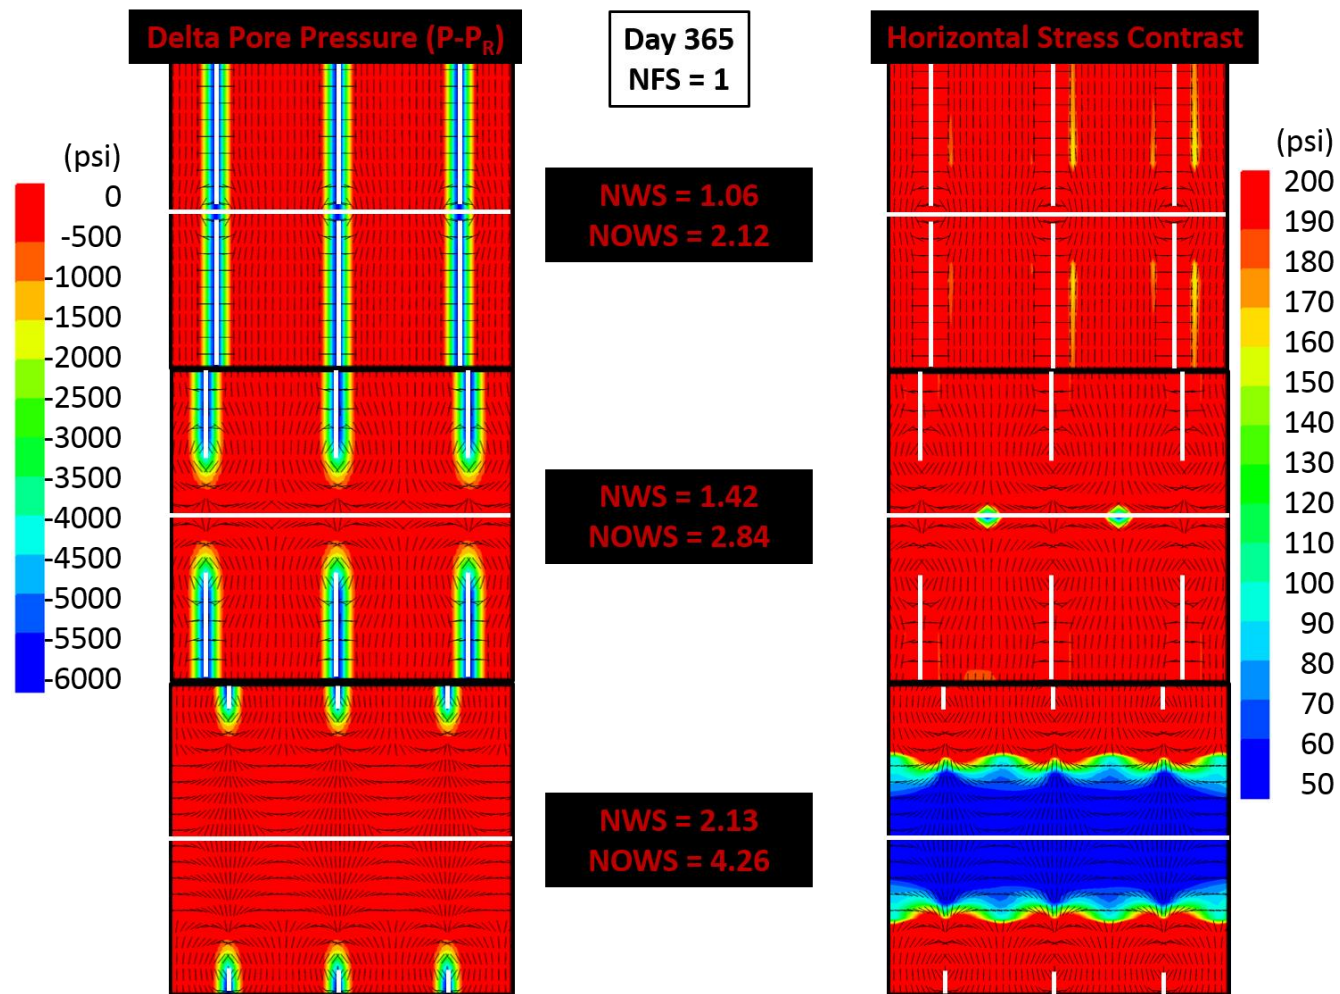 Delta Pore Pressure (P-PR)
Day 365
NFS = 1
Horizontal Stress Contrast
(psi)
0
-500
-1000
-1500
-2000
-2500
-3000
-3500
-4000
-4500
-5000
-5500
-6000
NWS = 1.06
NOWS = 2.12
NWS = 1.42
NOWS = 2.84
NWS = 2.13
NOWS = 4.26
(psi)
200
190
180
170
160
150
140
130
120
110
100
90
80
70
60
50